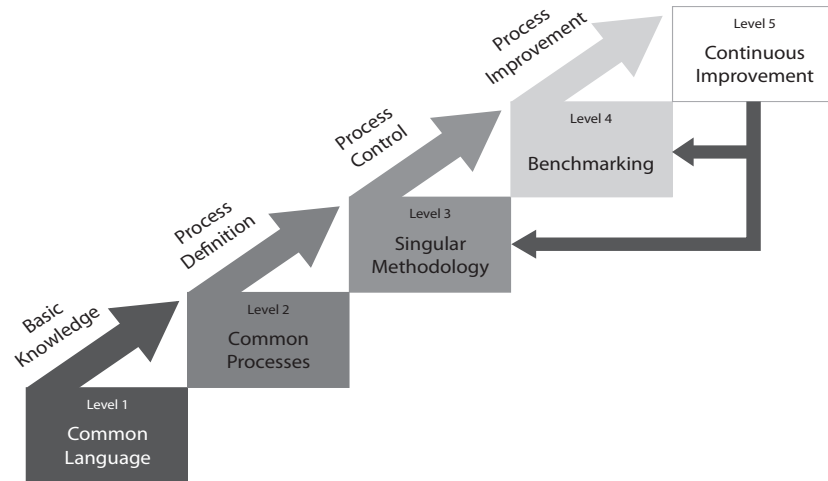 Level 5
Continuous
Improvement
Process
Improvement
Level 4
Benchmarking
Process
Control
Level 3
Singular
Methodology
Process
Definition
Level 2
Common
Processes
Basic
Knowledge
Level 1
Common
Language